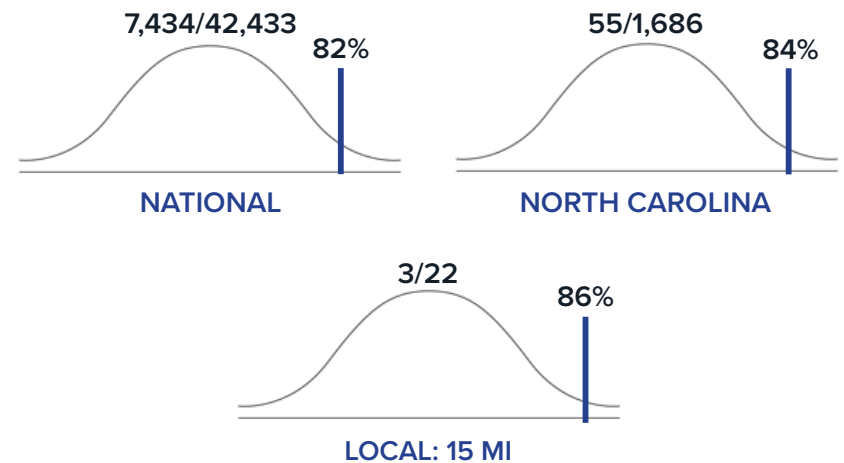 7,434/42,433
82%
NATIONAL
55/1,686
84%
NORTH CAROLINA
3/22
86%
LOCAL: 15 MI